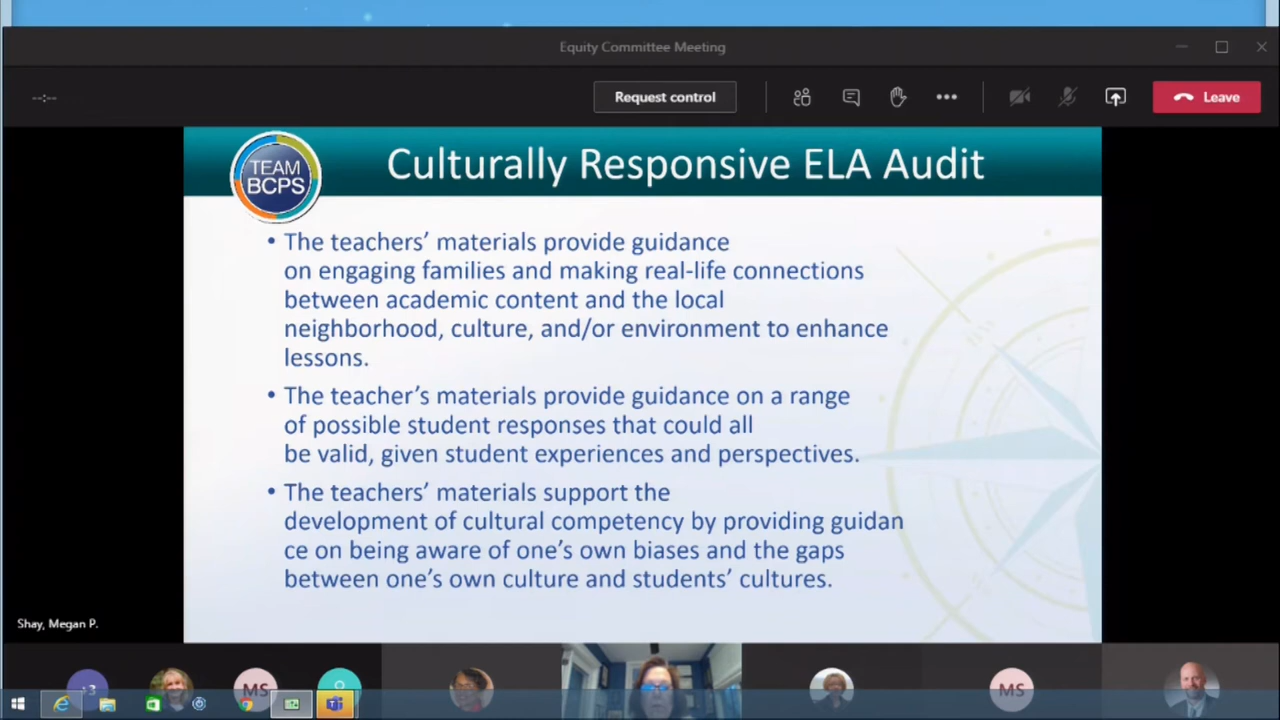 Equity Committee Meeting
--:--
Request control
Leave
TEAM
BCPS
Culturally Responsive ELA Audit
• The teachers’ materials provide guidance
on engaging families and making real-life connections
between academic content and the local
neighborhood, culture, and/or environment to enhance
lessons.
• The teacher’s materials provide guidance on a range
of possible student responses that could all
be valid, given student experiences and perspectives.
• The teachers’ materials support the
development of cultural competency by providing guidan
ce on being aware of one’s own biases and the gaps
between one’s own culture and students’ cultures.
Shay, Megan P.
+3
MS
MS